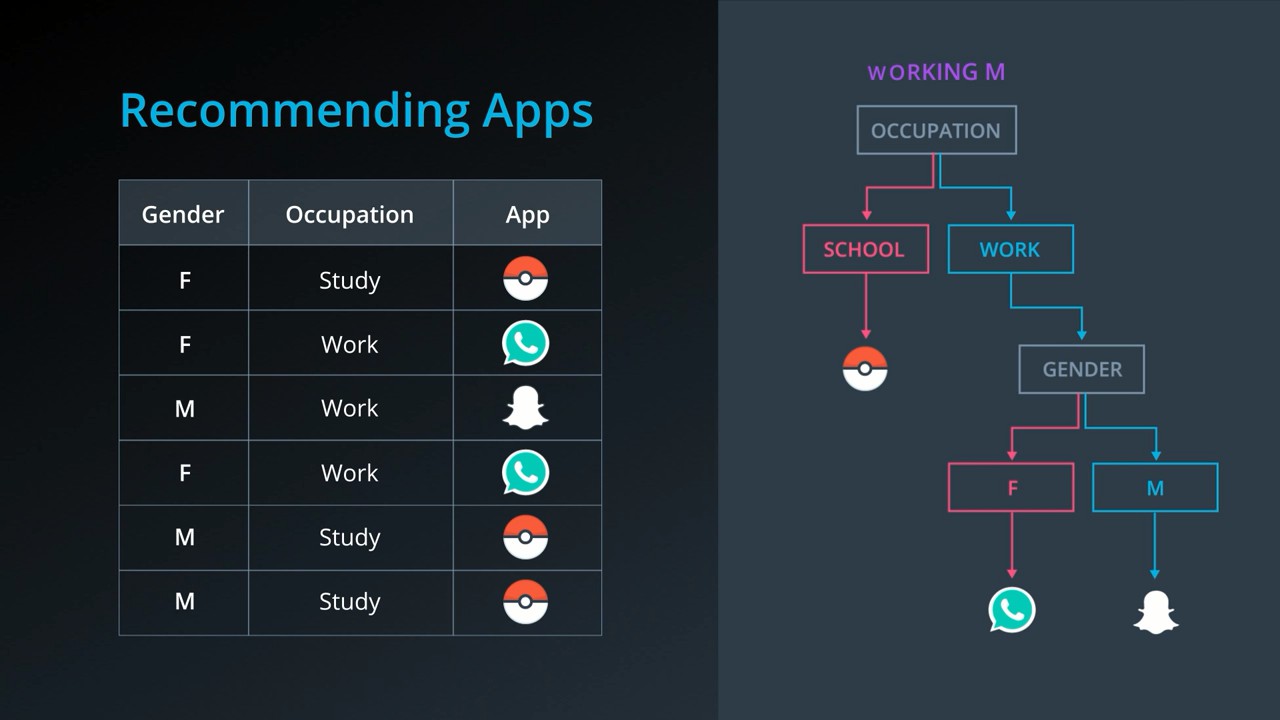 Recommending Apps
Gender Occupation App
F Study
F Work
M Work
F Work
M Study
M Study
WORKING M
OCCUPATION
SCHOOL WORK
GENDER
F M